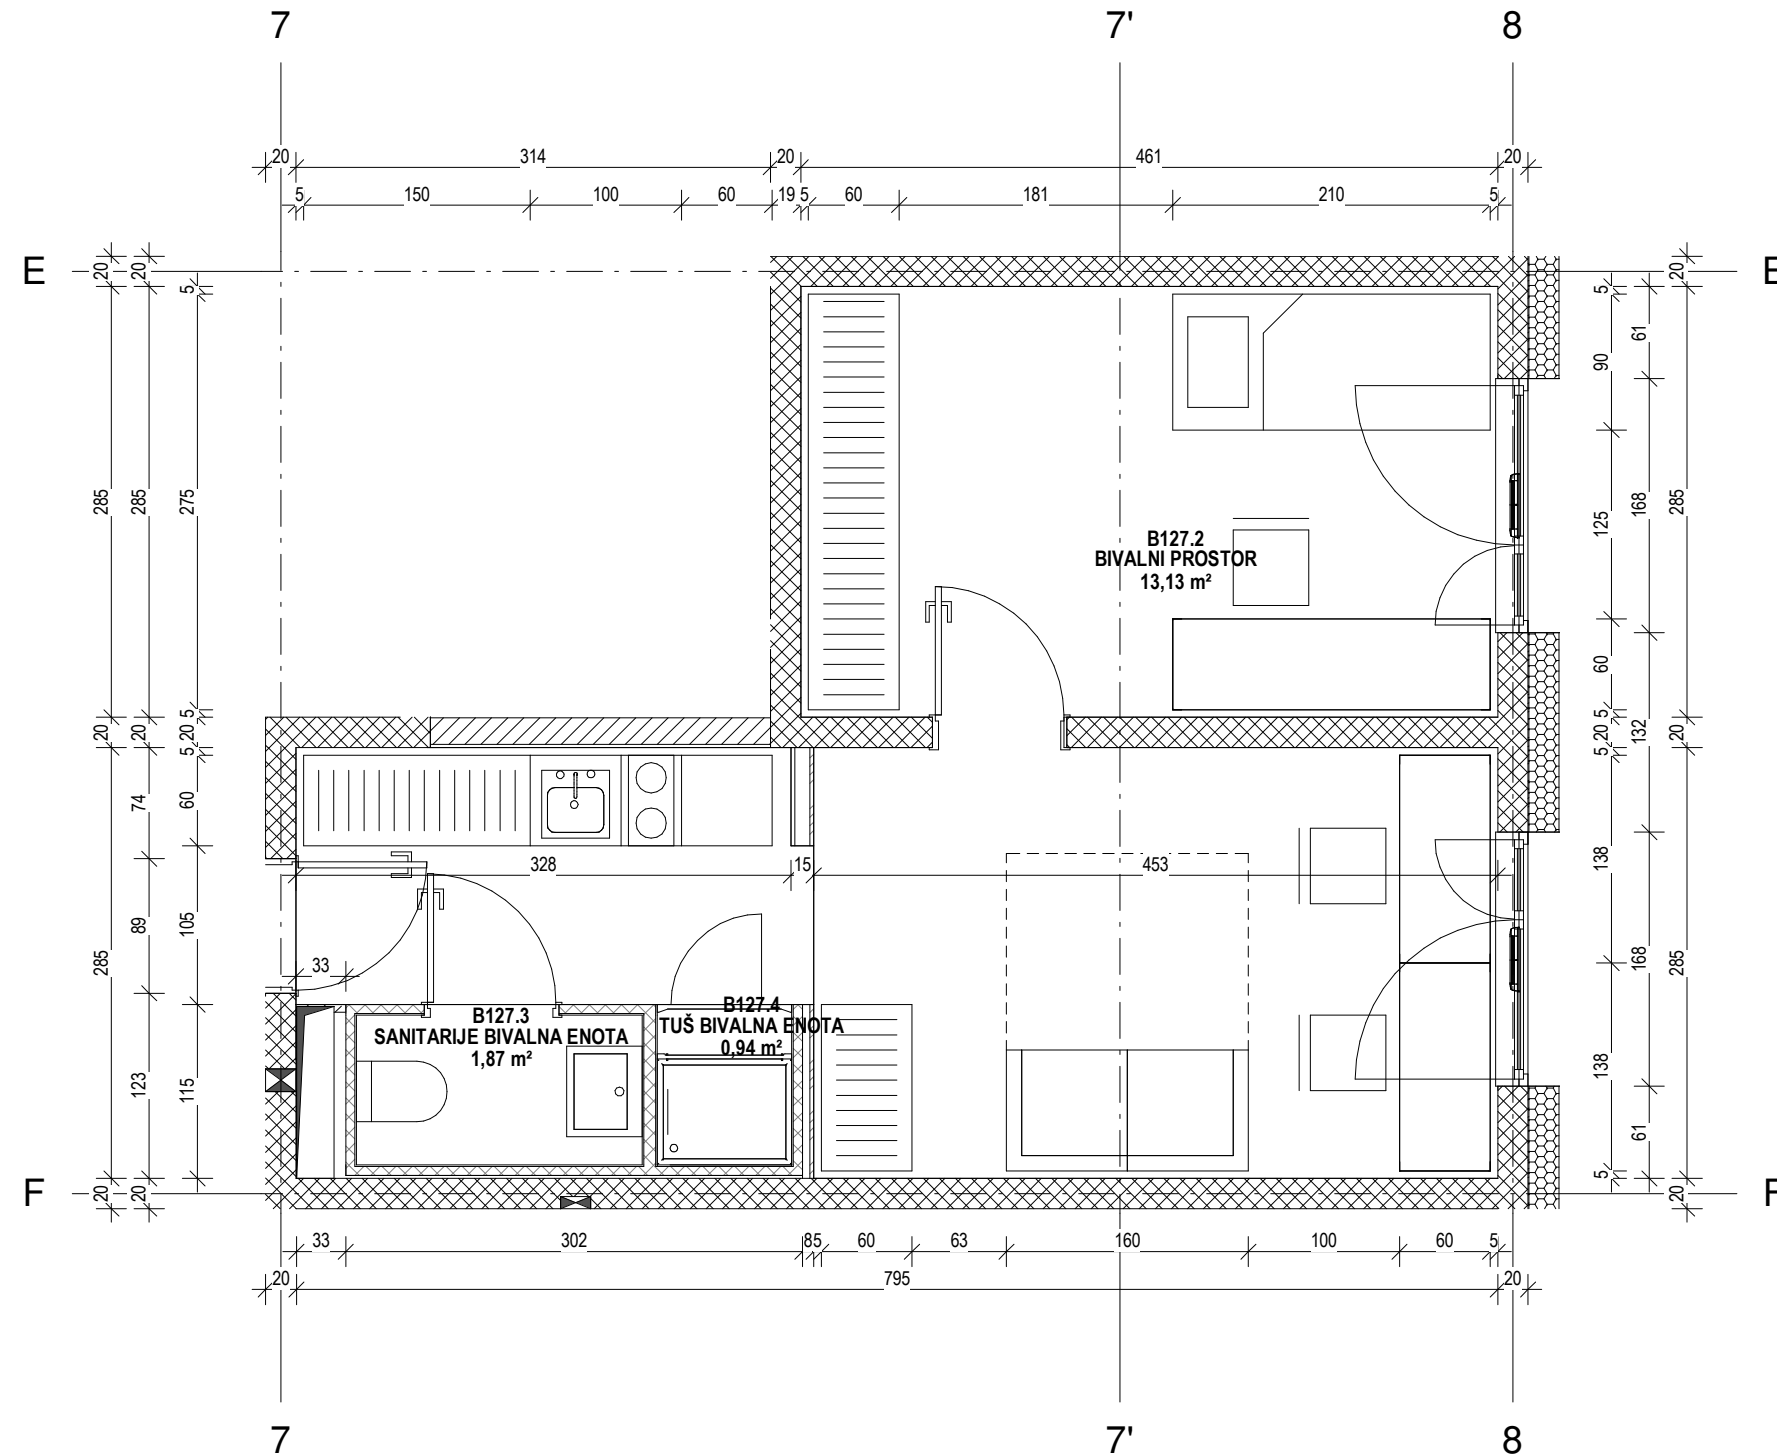 7 7' 8
20 314 20 461 20
5 150 100 60 19 5 60 181 210 5
E E
20 20 5 5 20
61
90
285 285 275 125 168 285
B127.2
BIVALNI PROSTOR
13,13 m²
60
20 20 5 20 5 5 20 5 132 20
74 60
328 15 453 138
89 105
285 168 285
33
B127.3
SANITARIJE BIVALNA ENOTA
1,87 m²
B127.4
TUŠ BIVALNA ENOTA
0,94 m²
123 115 138
61
F F
20 20 5 20
33 302 8 5 60 63 160 100 60 5
20 795 20
7 7' 8